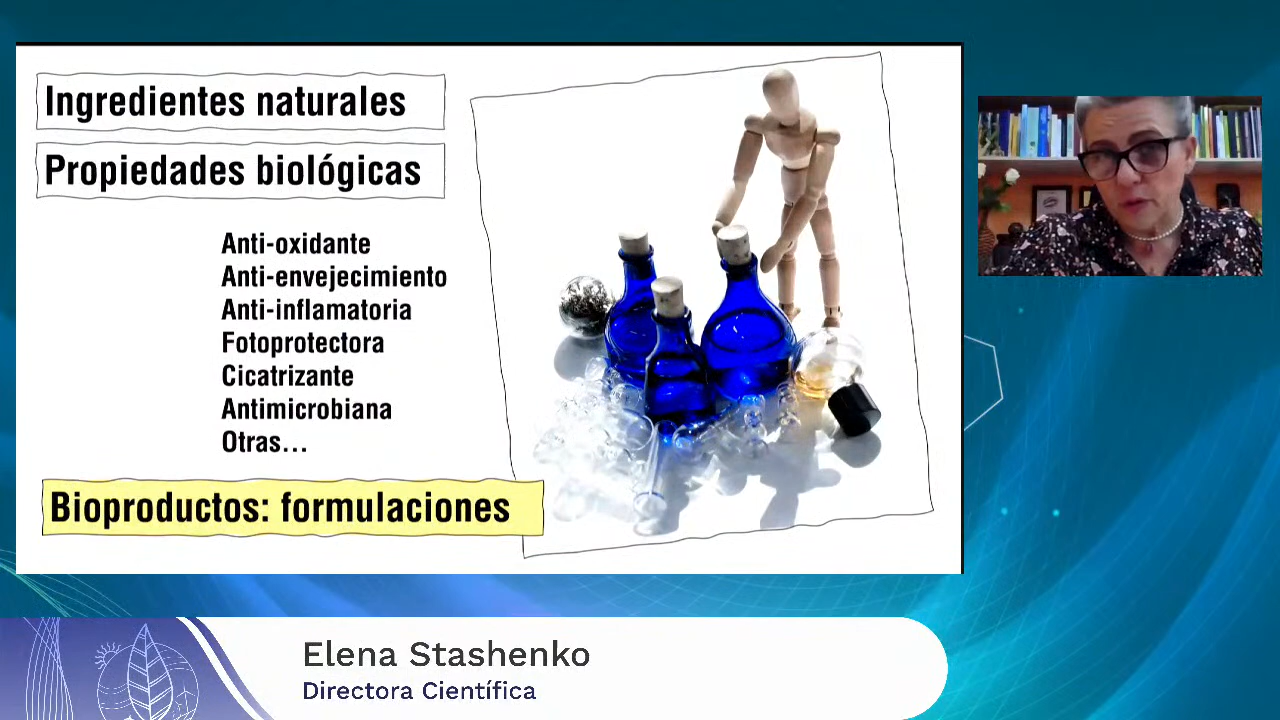 Ingredientes naturales
Propiedades biológicas
Anti-oxidante
Anti-envejecimiento
Anti-inflamatoria
Fotoprotectora
Cicatrizante
Antimicrobiana
Otras...
Bioproductos: formulaciones
Elena Stashenko
Directora Científica